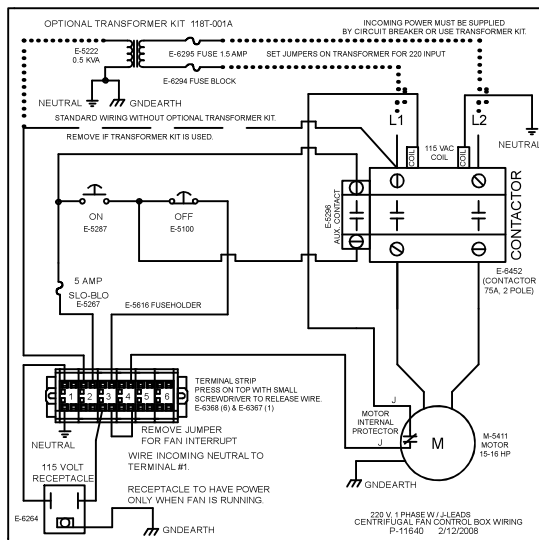 OPTIONAL TRANSFORMER KIT 118T-001A
INCOMING POWER MUST BE SUPPLIED
BY CIRCUIT BREAKER OR USE TRANSFORMER KIT.
E-5222
0.5 KVA
E-6295 FUSE 1.5 AMP
SET JUMPERS ON TRANSFORMER FOR 220 INPUT
E-6294 FUSE BLOCK
NEUTRAL
GNDEARTH
L1
L2
NEUTRAL
STANDARD WIRING WITHOUT OPTIONAL TRANSFORMER KIT.
REMOVE IF TRANSFORMER KIT IS USED.
115 VAC
COIL
COIL
COIL
ON
E-5287
OFF
E-5100
E-5296
AUX. CONTACT
CONTACTOR
E-6452
(CONTACTOR
75A, 2 POLE)
5 AMP
SLO-BLO
E-5267
E-5616 FUSEHOLDER
1 2 3 4 5 6
TERMINAL STRIP
PRESS ON TOP WITH SMALL
SCREWDRIVER TO RELEASE WIRE.
E-6368 (6) & E-6367 (1)
REMOVE JUMPER
FOR FAN INTERRUPT
NEUTRAL
WIRE INCOMING NEUTRAL TO
TERMINAL #1.
115 VOLT
RECEPTACLE
RECEPTACLE TO HAVE POWER
ONLY WHEN FAN IS RUNNING.
E-6264
GNDEARTH
J
MOTOR
INTERNAL
PROTECTOR
J
M
M-5411
MOTOR
15-16 HP
GNDEARTH
220 V, 1 PHASE W / J-LEADS
CENTRIFUGAL FAN CONTROL BOX WIRING
P-11640 2/12/2008